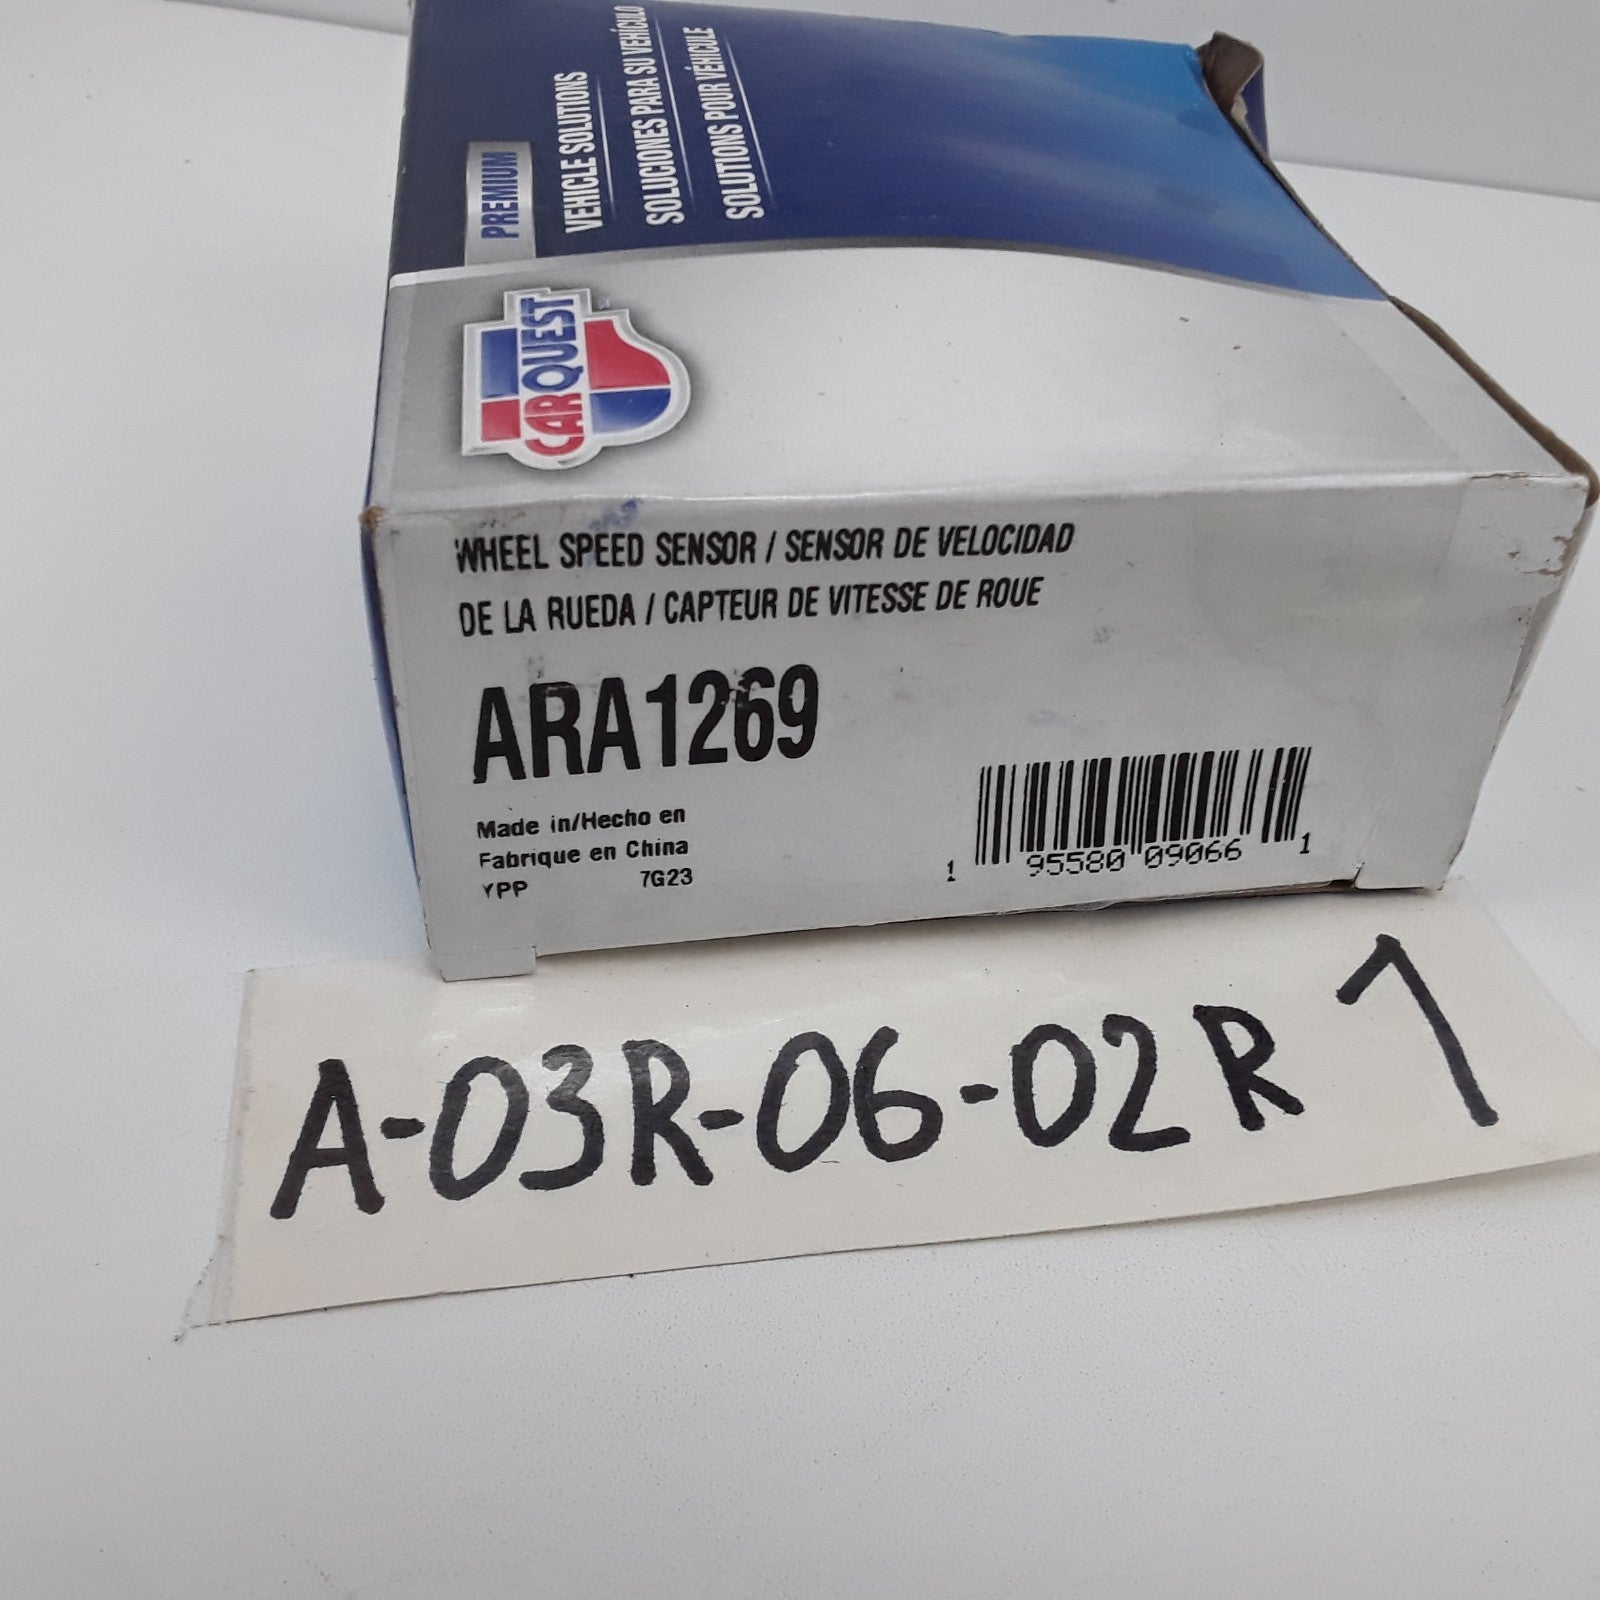 PREMIUM
VEHICLE SOLUTIONS
SOLUCIONES PARA SU VEHÍCULO
SOLUTIONS POUR VÉHICULE
CARQUEST
WHEEL SPEED SENSOR / SENSOR DE VELOCIDAD
DE LA RUEDA / CAPTEUR DE VITESSE DE ROUE
ARA1269
Made in/Hecho en
Fabrique en China
YPP 7G23
1 95580 09066 1
A-03R-06-02R 1